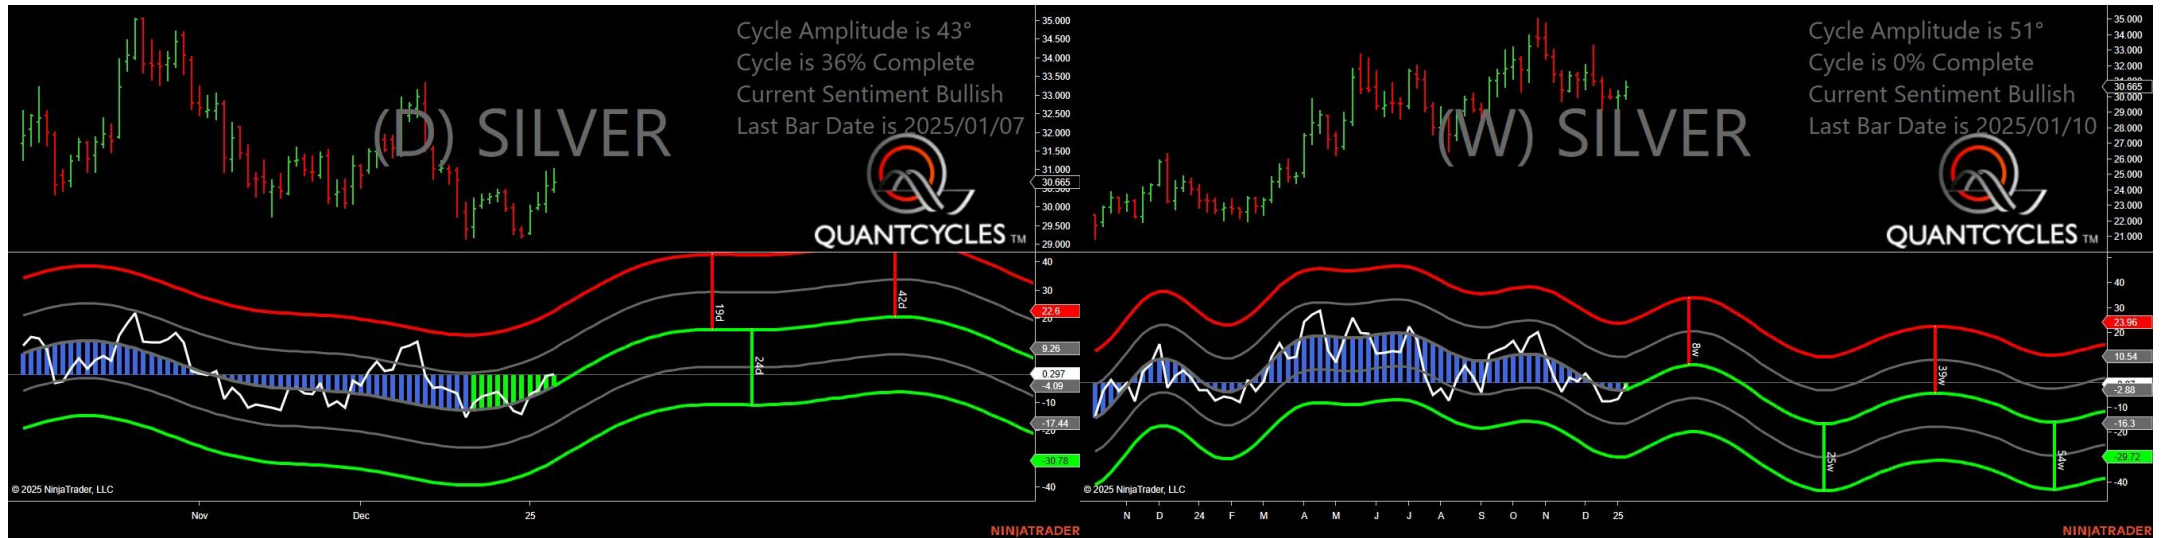 Cycle Amplitude is 43°
Cycle is 36% Complete
Current Sentiment Bullish
Last Bar Date is 2025/01/07
(D) SILVER
QUANTCYCLES TM
35.000
34.500
34.000
33.500
33.000
32.500
32.000
31.500
31.000
30.665
30.500
30.000
29.500
29.000
40
30
22.6
20
9.26
0.297
-4.09
-10
-17.44
-20
-30.78
-40
19d
24d
42d
© 2025 NinjaTrader, LLC
Nov
Dec
25
NINJATRADER
Cycle Amplitude is 51°
Cycle is 0% Complete
Current Sentiment Bullish
Last Bar Date is 2025/01/10
(W) SILVER
QUANTCYCLES TM
35.000
34.000
33.000
32.000
30.665
30.000
29.000
28.000
27.000
26.000
25.000
24.000
23.000
22.000
21.000
40
30
23.96
20
10.54
-2.88
-10
-16.3
-20
-29.72
-40
8w
25w
39w
54w
© 2025 NinjaTrader, LLC
N D 24 F M A M J J A S O N D 25
NINJATRADER